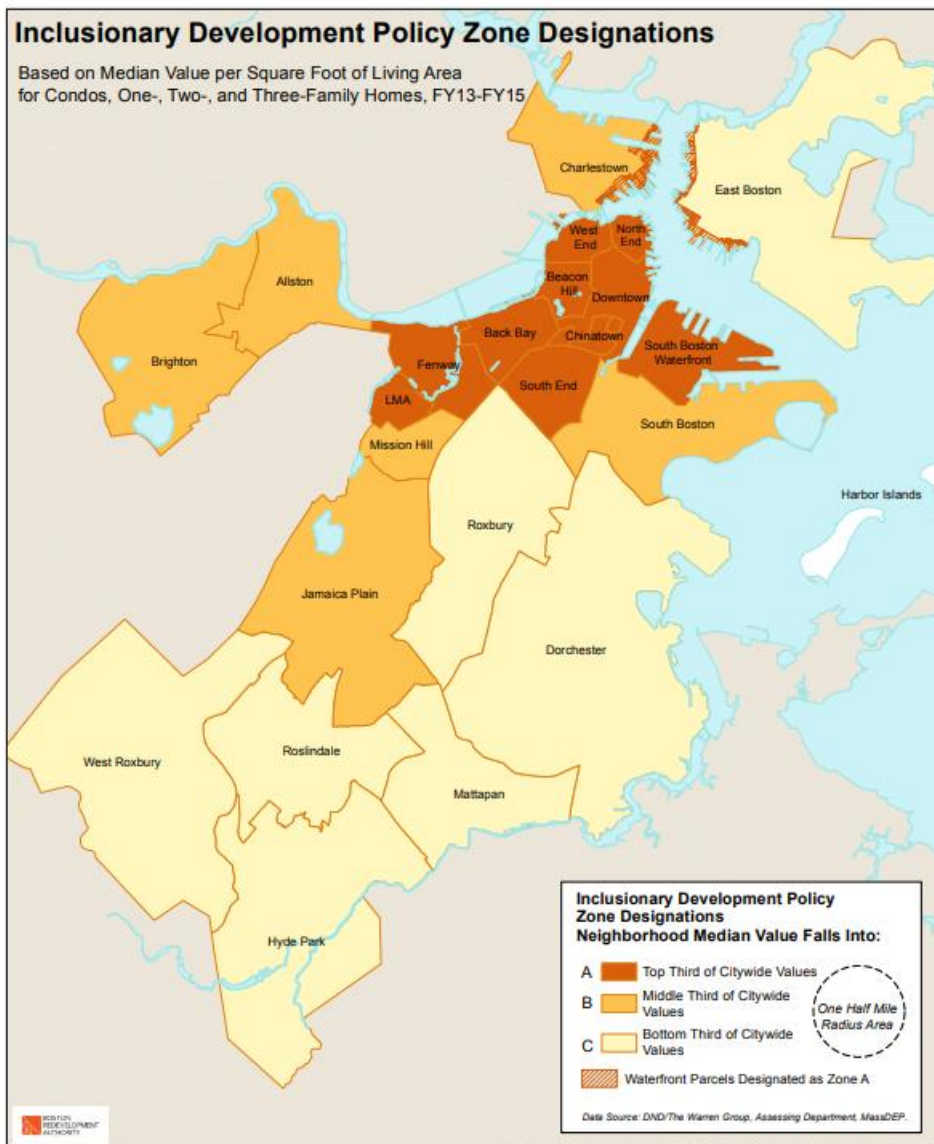 Inclusionary Development Policy Zone Designations
Based on Median Value per Square Foot of Living Area
for Condos, One-, Two-, and Three-Family Homes, FY13-FY15
Charlestown
East Boston
West
End
North
End
Allston
Beacon
Hill
Downtown
Back Bay
Chinatown
South Boston
Waterfront
Brighton
Fenway
South End
LMA
South Boston
Mission Hill
Harbor Islands
Roxbury
Jamaica Plain
Dorchester
Roslindale
West Roxbury
Mattapan
Hyde Park
Inclusionary Development Policy
Zone Designations
Neighborhood Median Value Falls Into:
A Top Third of Citywide Values
B Middle Third of Citywide
Values
C Bottom Third of Citywide
Values
One Half Mile
Radius Area
Waterfront Parcels Designated as Zone A
Data Source: DND/The Warren Group, Assessing Department, MassDEP.
BOSTON
REDEVELOPMENT
AUTHORITY